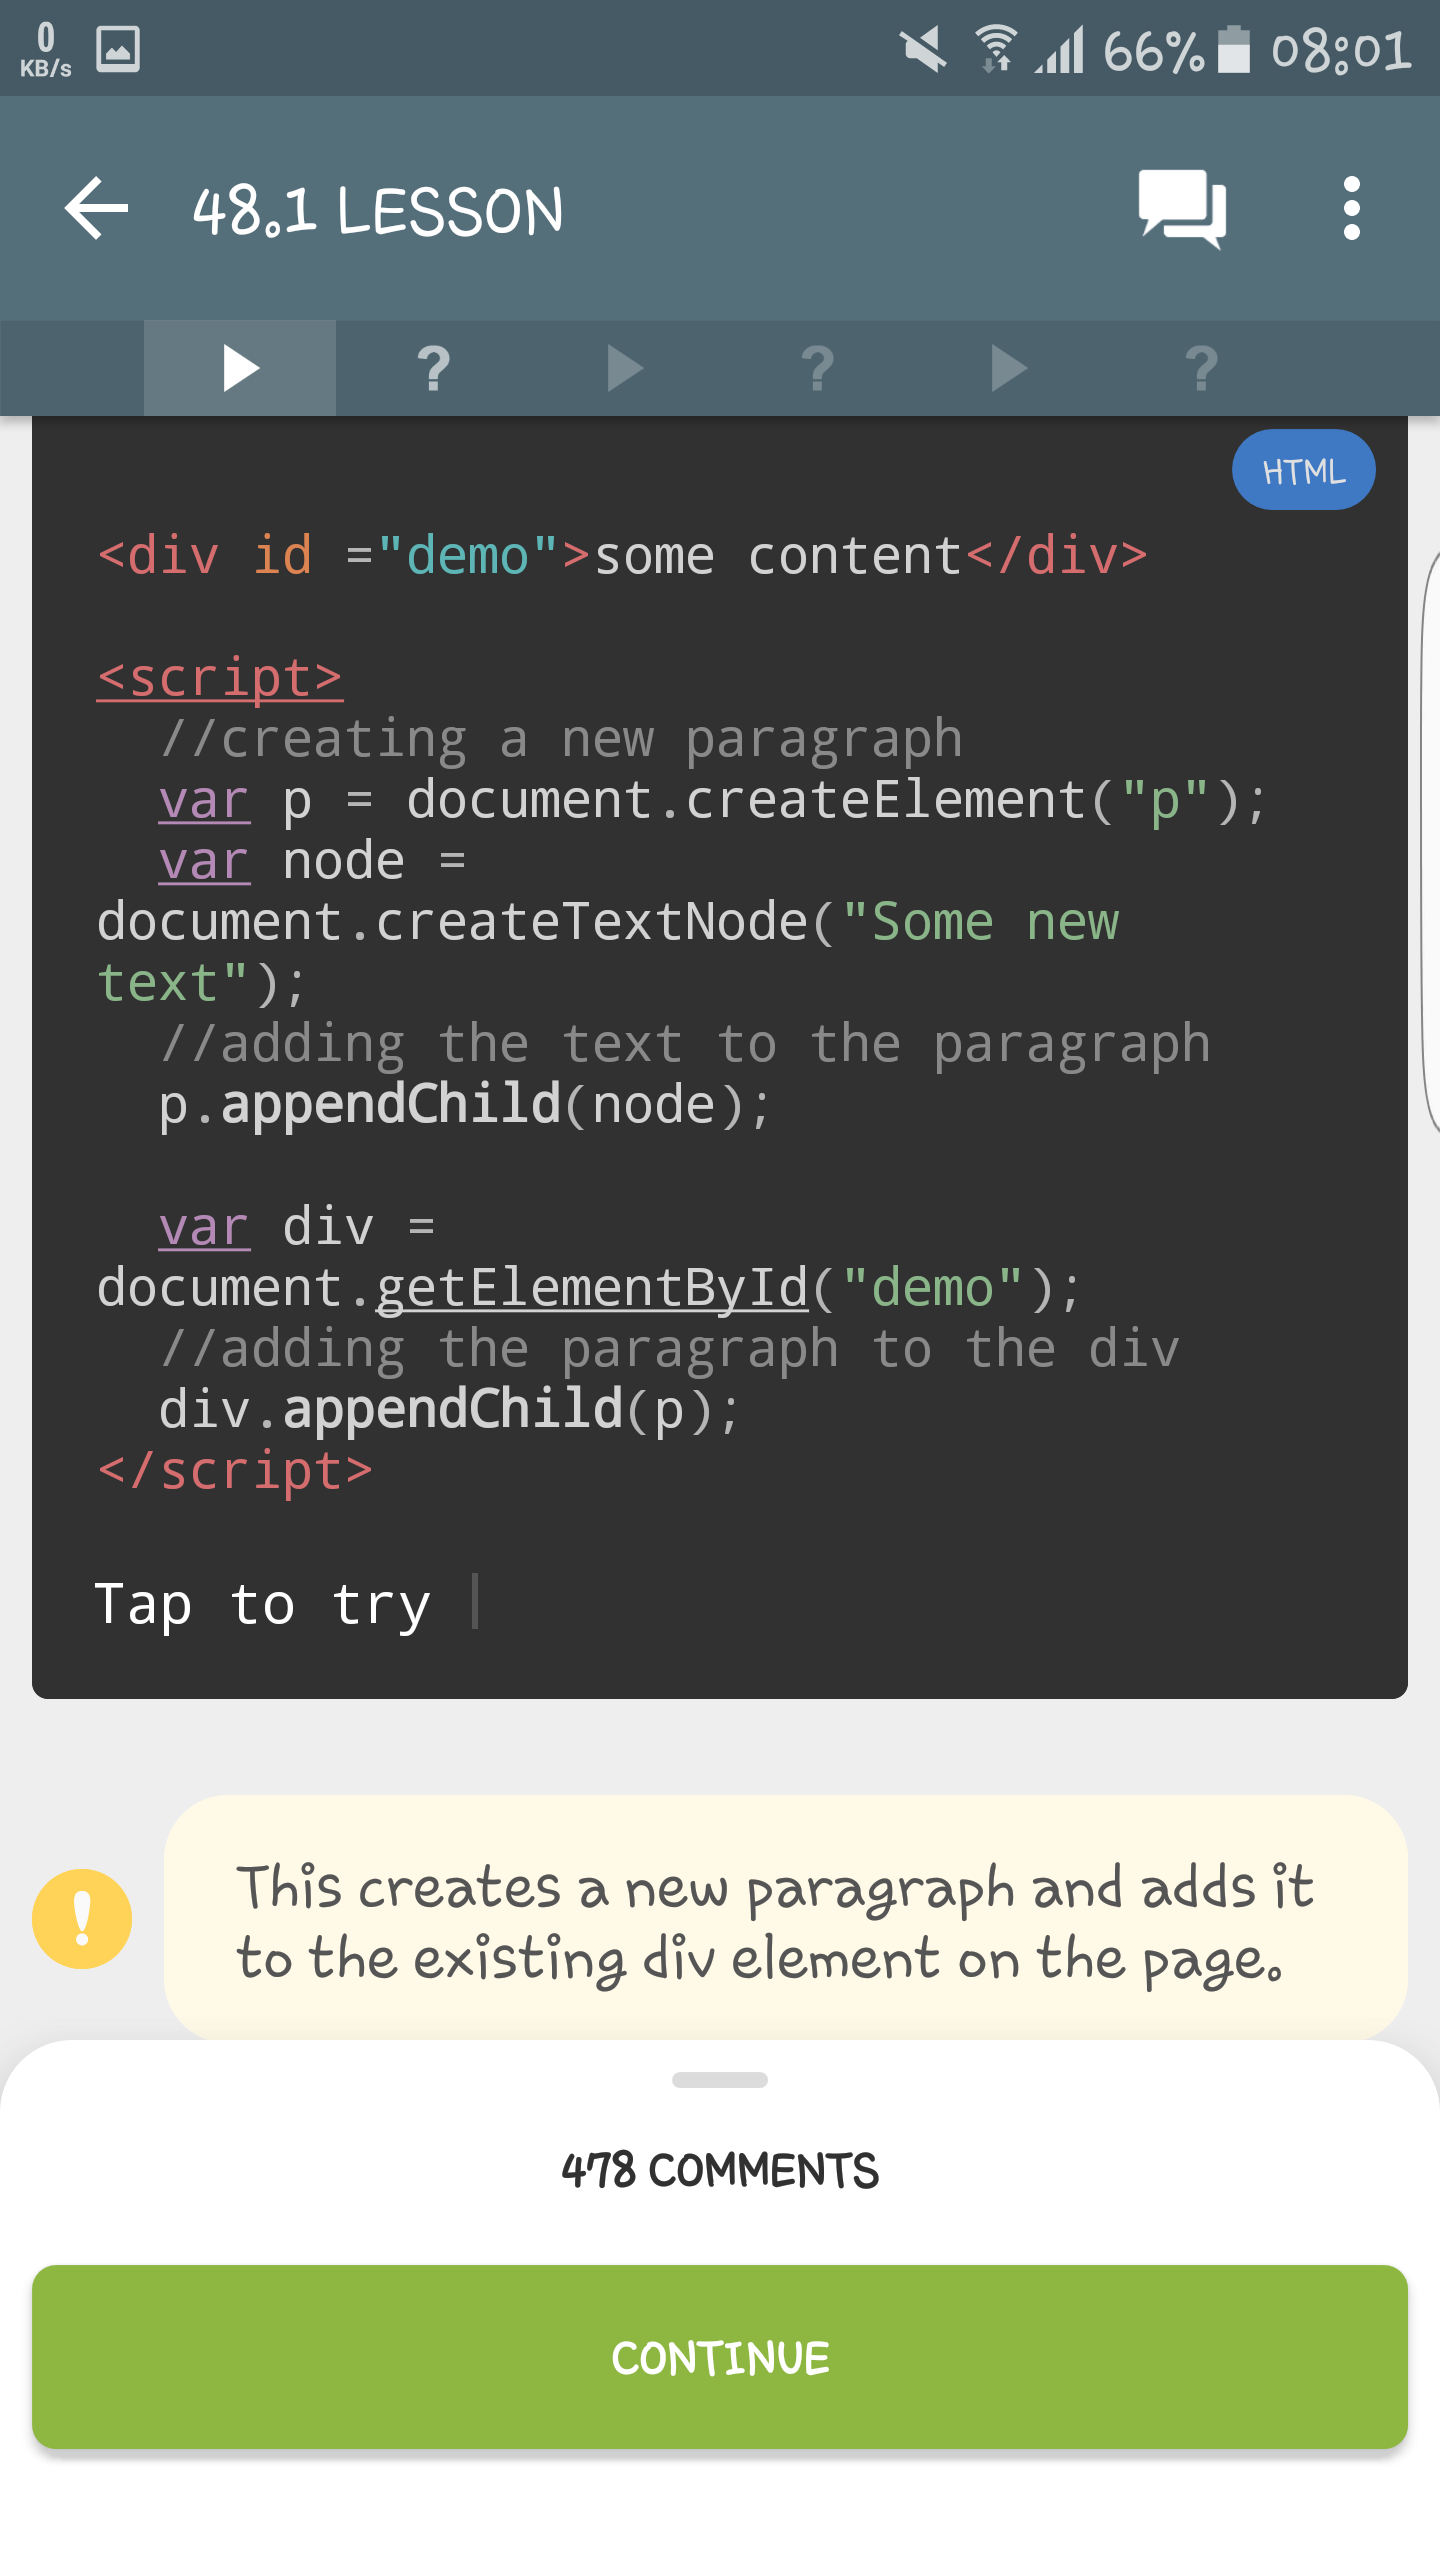 0
KB/s
66% 08:01
48.1 LESSON
? ? ?
HTML
<div id ="demo">some content</div>
<script>
//creating a new paragraph
var p = document.createElement("p");
var node =
document.createTextNode("Some new
text");
//adding the text to the paragraph
p.appendChild(node);
var div =
document.getElementById("demo");
//adding the paragraph to the div
div.appendChild(p);
</script>
Tap to try
This creates a new paragraph and adds it
to the existing div element on the page.
478 COMMENTS
CONTINUE